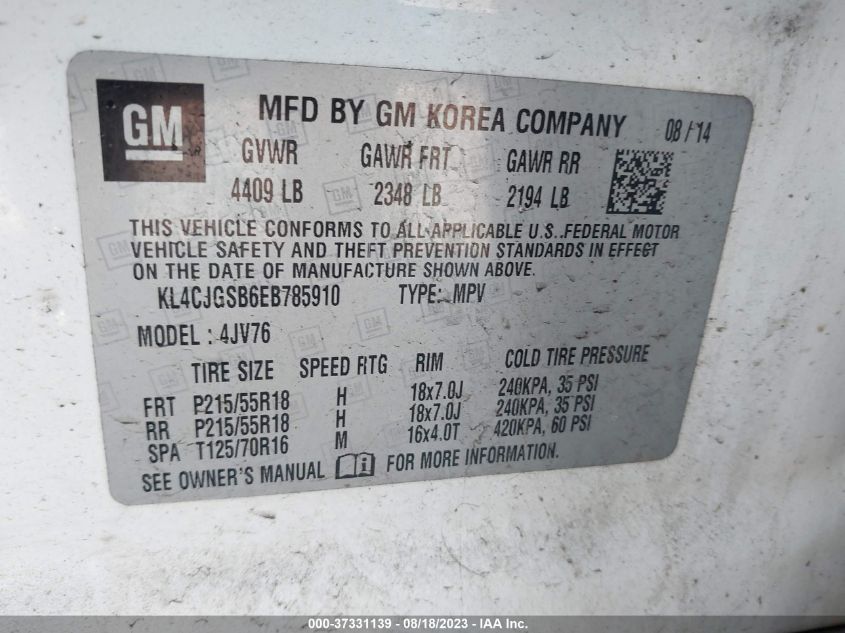 GM
MFD BY GM KOREA COMPANY 08/14
GVWR GAWR FRT GAWR RR
4409 LB 2348 LB 2194 LB
THIS VEHICLE CONFORMS TO ALL APPLICABLE U.S. FEDERAL MOTOR
VEHICLE SAFETY AND THEFT PREVENTION STANDARDS IN EFFECT
ON THE DATE OF MANUFACTURE SHOWN ABOVE.
KL4CJGSB6EB785910 TYPE: MPV
MODEL : 4JV76
TIRE SIZE SPEED RTG RIM COLD TIRE PRESSURE
FRT P215/55R18 H 18x7.0J 240KPA, 35 PSI
RR P215/55R18 H 18x7.0J 240KPA, 35 PSI
SPA T125/70R16 M 16x4.0T 420KPA, 60 PSI
SEE OWNER'S MANUAL FOR MORE INFORMATION.
000-37331139 - 08/18/2023 - IAA Inc.